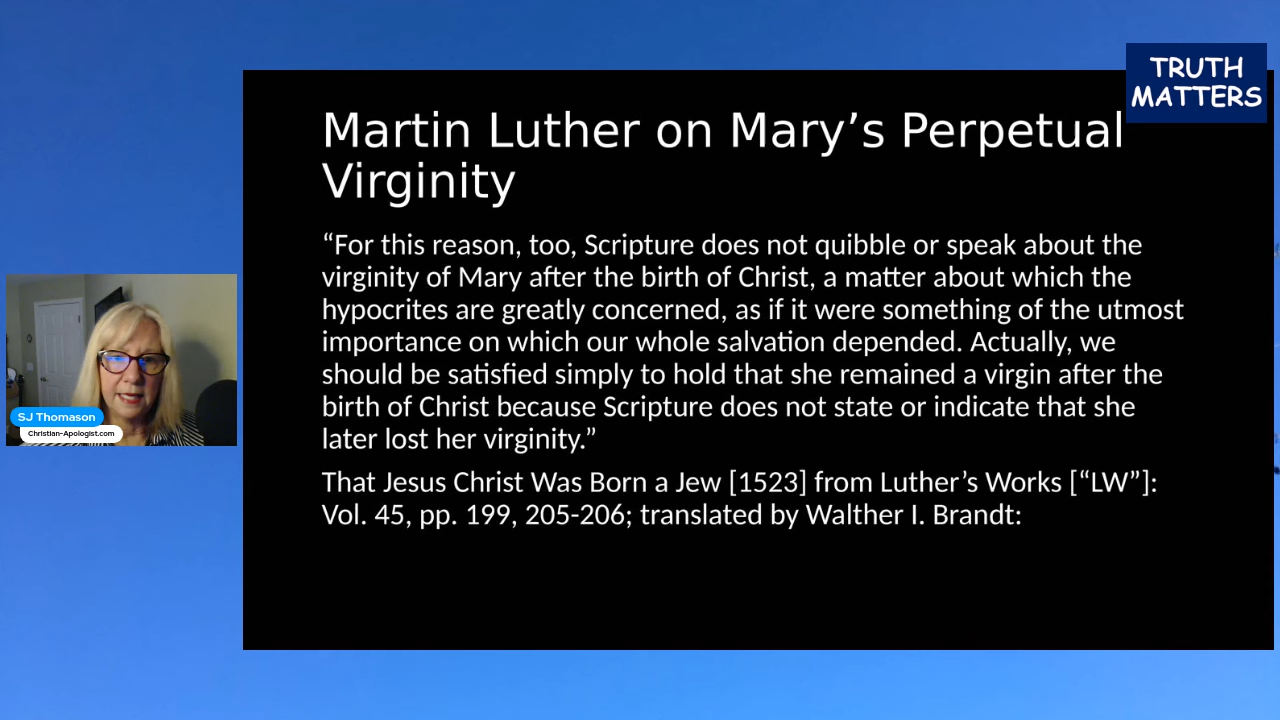 TRUTH
MATTERS
Martin Luther on Mary’s Perpetual
Virginity
“For this reason, too, Scripture does not quibble or speak about the
virginity of Mary after the birth of Christ, a matter about which the
hypocrites are greatly concerned, as if it were something of the utmost
importance on which our whole salvation depended. Actually, we
should be satisfied simply to hold that she remained a virgin after the
birth of Christ because Scripture does not state or indicate that she
later lost her virginity.”
That Jesus Christ Was Born a Jew [1523] from Luther’s Works [“LW”]:
Vol. 45, pp. 199, 205-206; translated by Walther I. Brandt:
SJ Thomason
Christian-Apologist.com